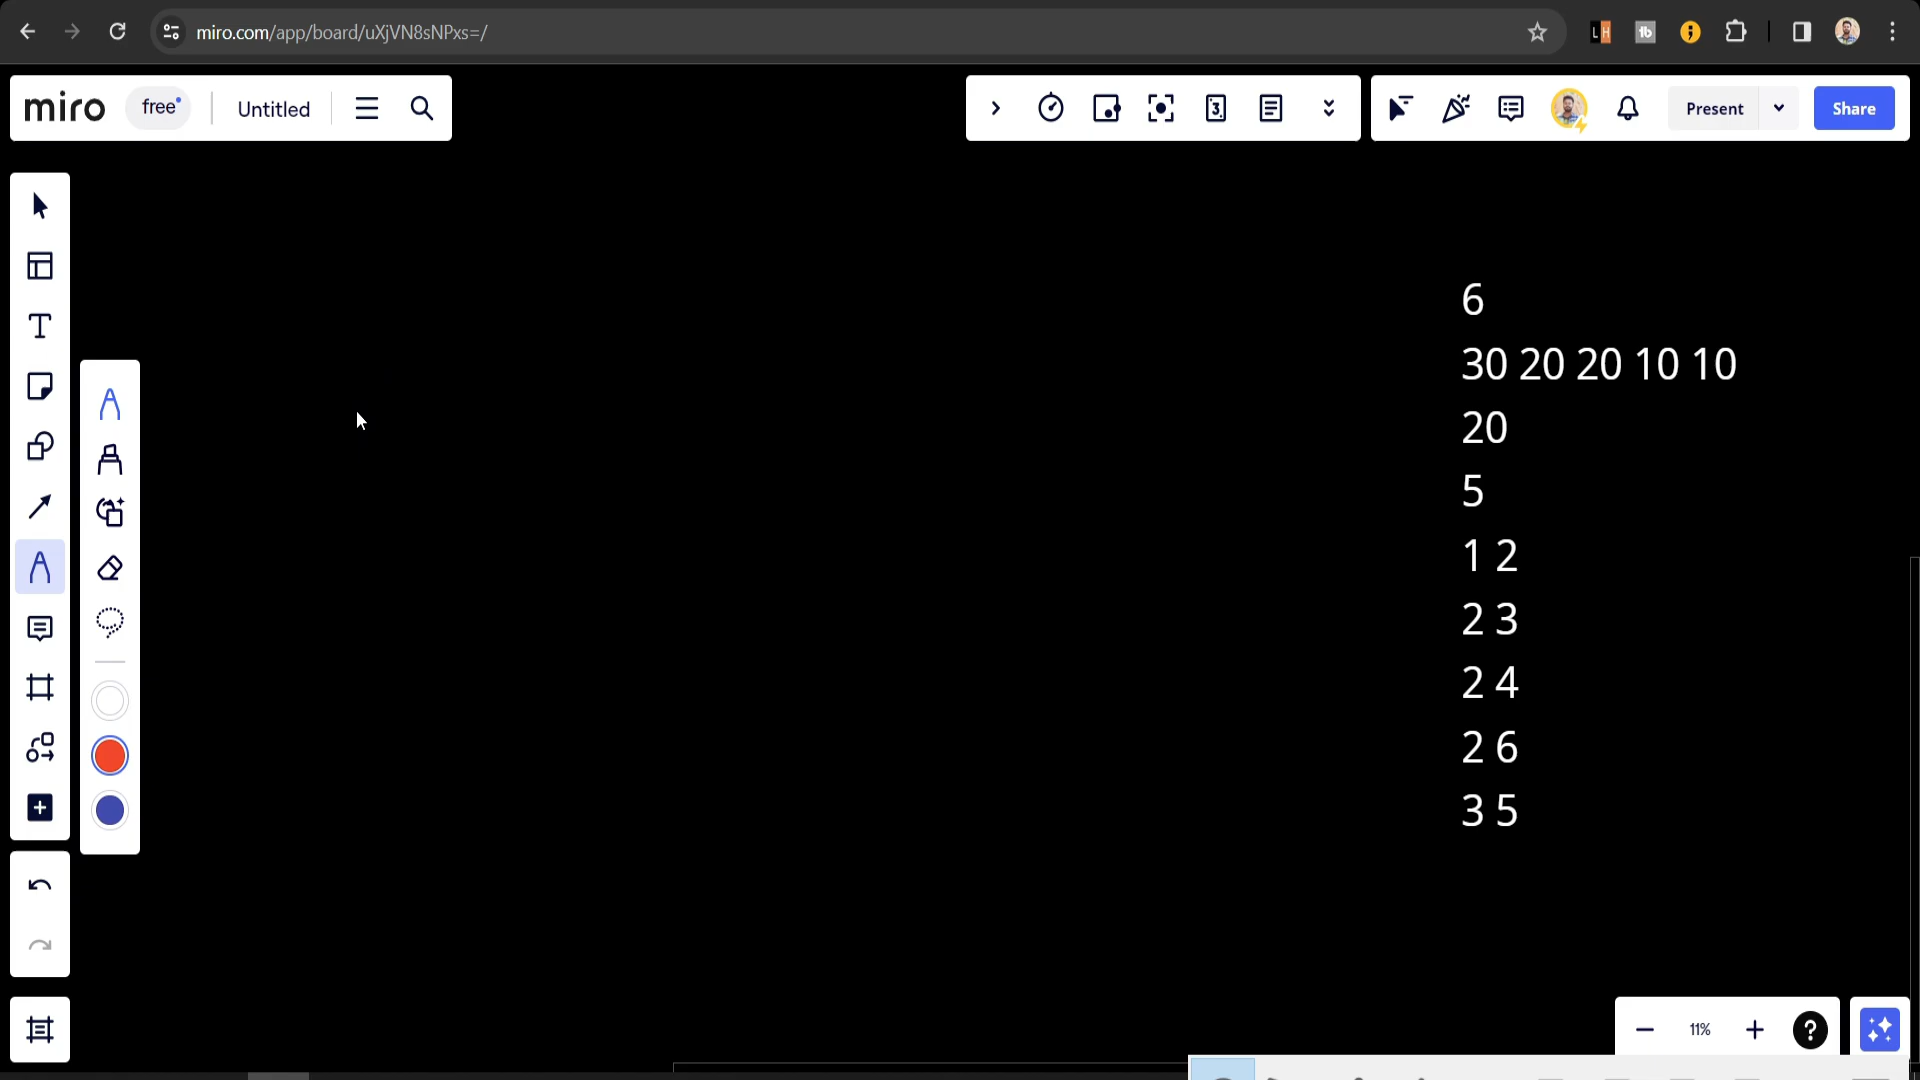 miro.com/app/board/uXjVN8sNPxs=/
miro free Untitled
3
Present Share
6
30 20 20 10 10
20
5
1 2
2 3
2 4
2 6
3 5
11% ?